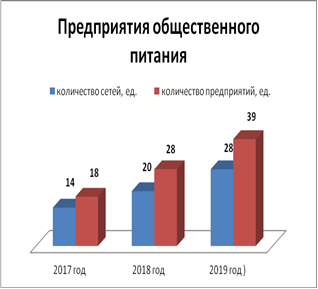 Предприятия общественного
питания
количество сетей, ед. количество предприятий, ед.
14 18 20 28 28 39
2017 год 2018 год 2019 год )